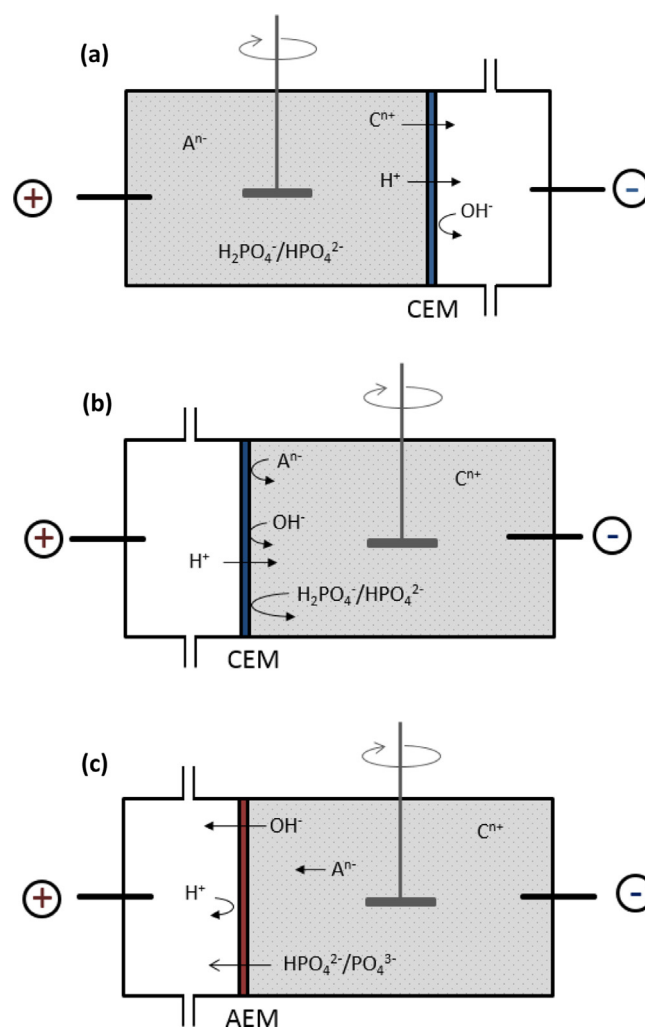 (a)
Cⁿ⁺
Aⁿ⁻
+
H⁺
-
OH⁻
H₂PO₄⁻/HPO₄²⁻
CEM
(b)
Aⁿ⁻
Cⁿ⁺
OH⁻
+
-
H⁺
H₂PO₄⁻/HPO₄²⁻
CEM
(c)
OH⁻
Cⁿ⁺
Aⁿ⁻
+
H⁺
-
HPO₄²⁻/PO₄³⁻
AEM